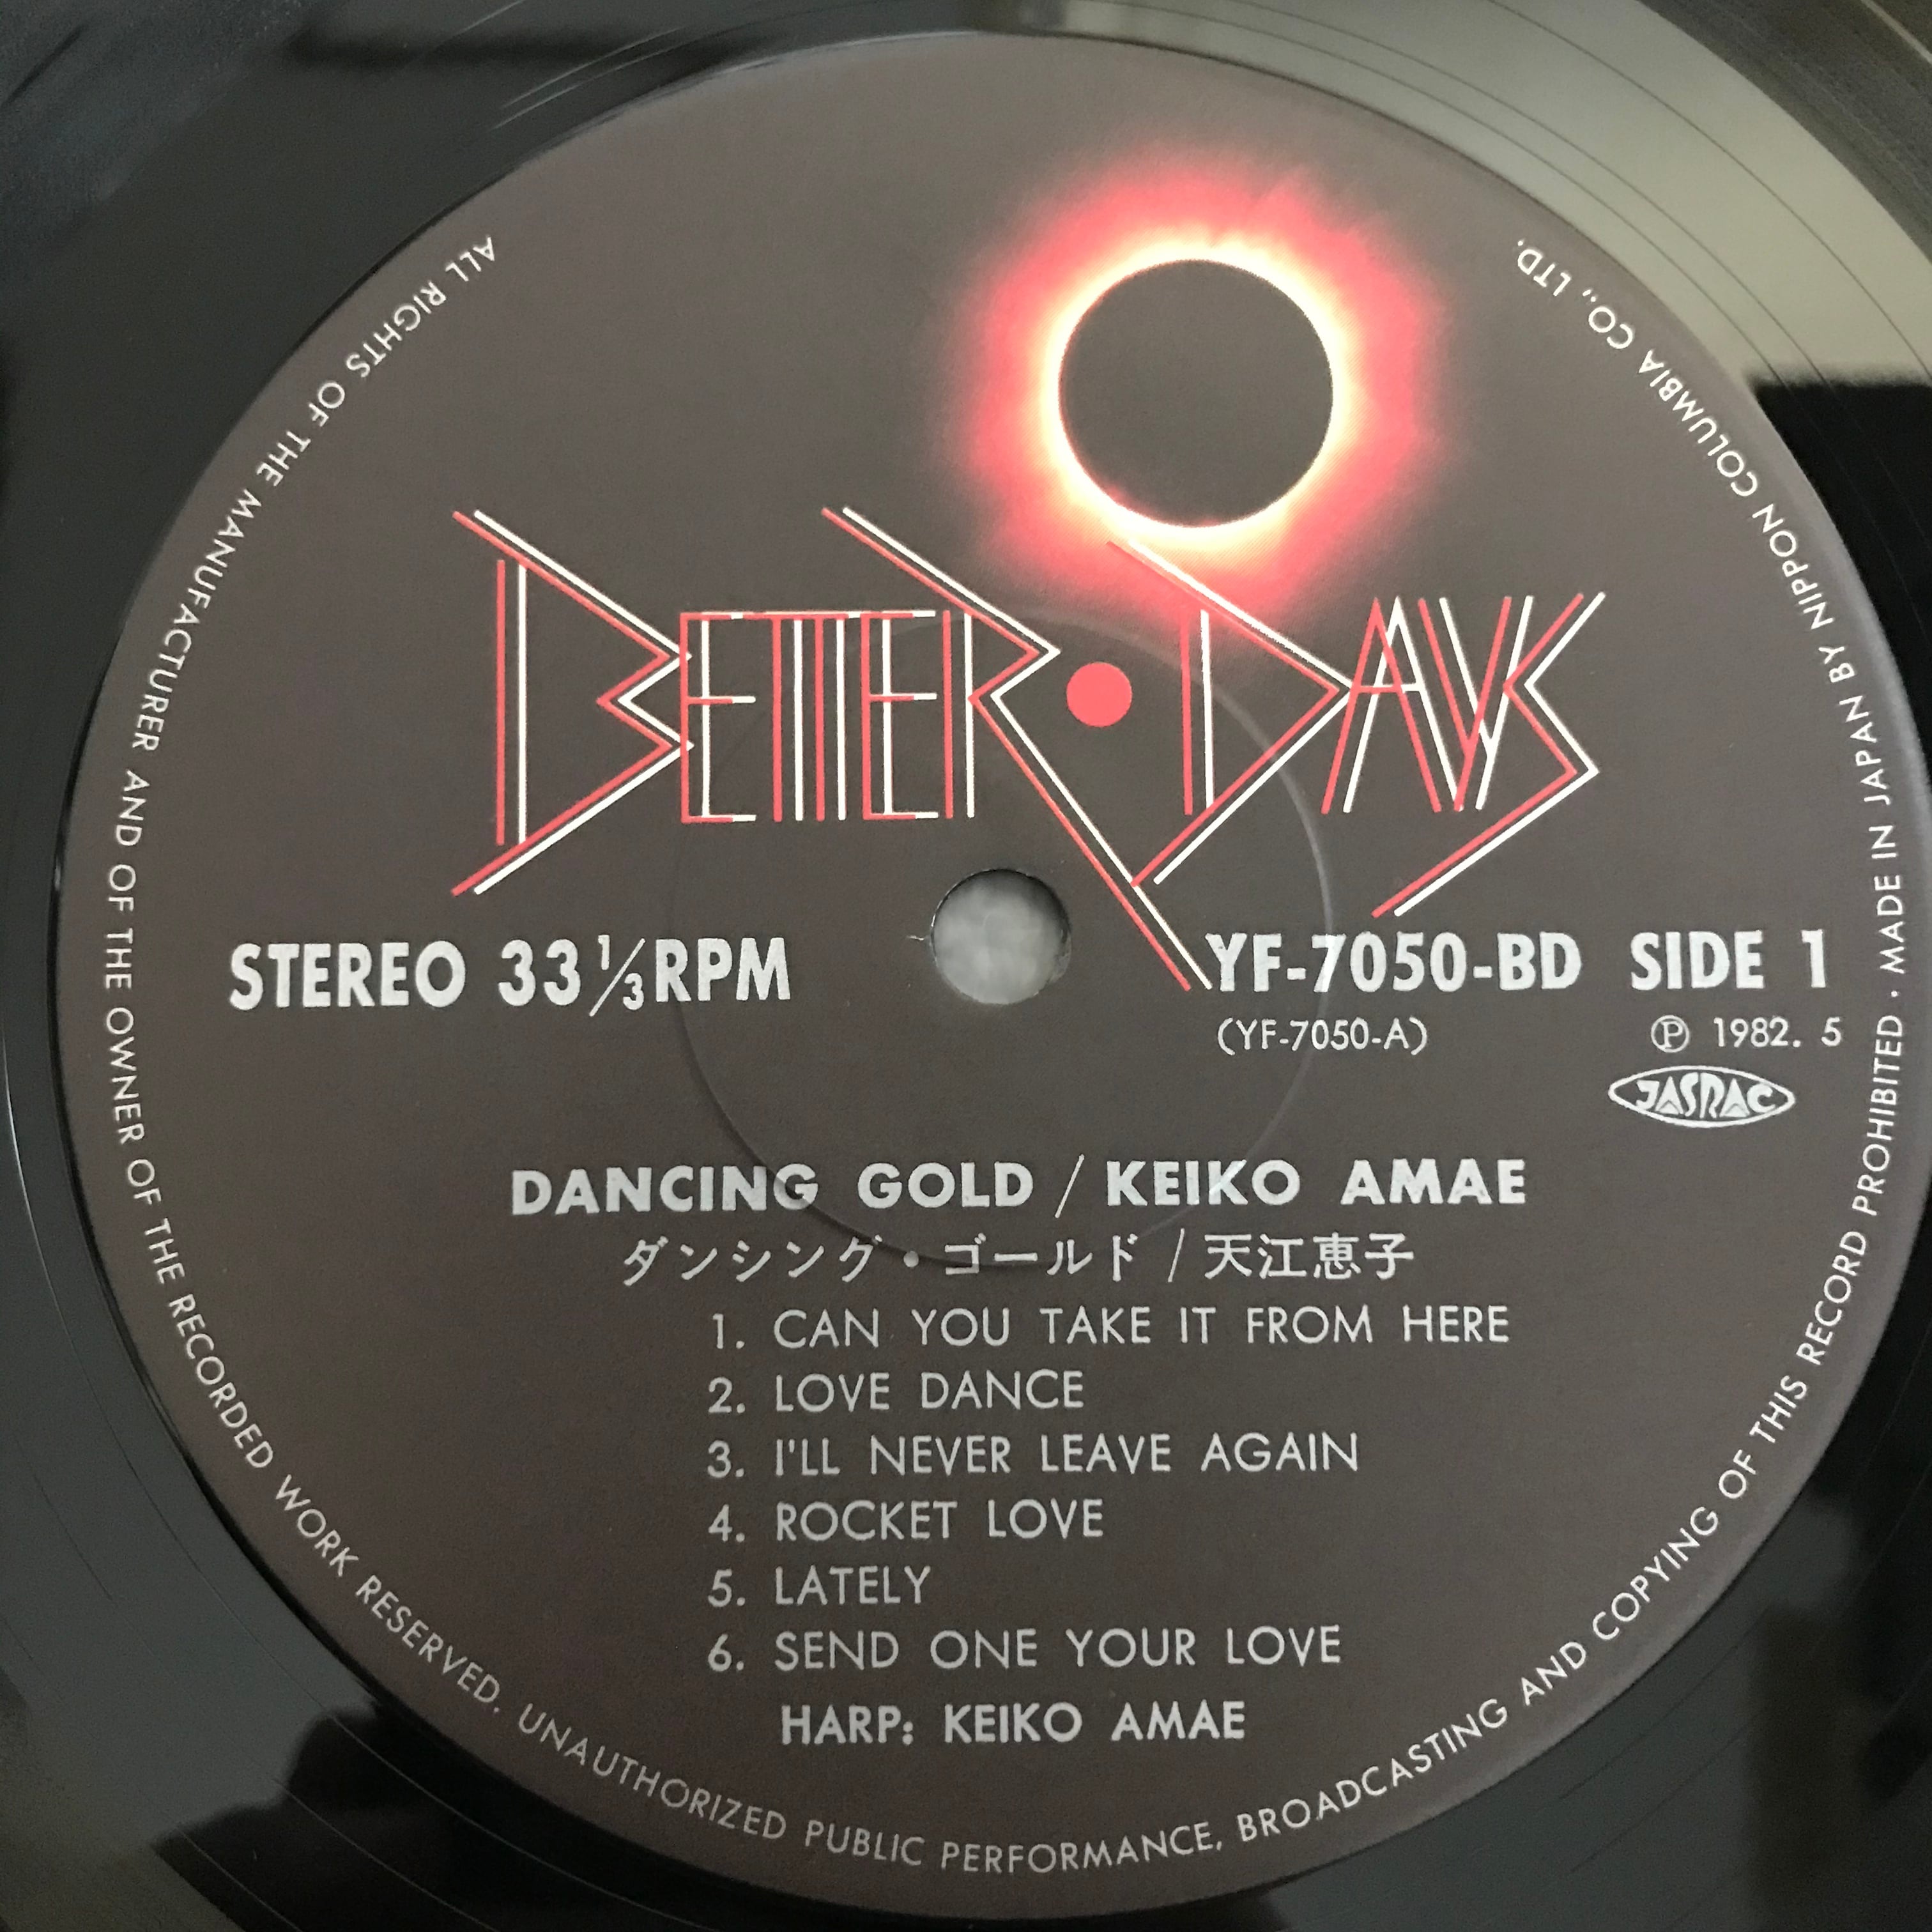 BETTER・DAYS
STEREO 33 1/3 RPM
YF-7050-BD SIDE 1
(YF-7050-A)
Ⓟ 1982. 5
JASRAC
DANCING GOLD / KEIKO AMAE
ダンシング・ゴールド / 天江恵子
1. CAN YOU TAKE IT FROM HERE
2. LOVE DANCE
3. I'LL NEVER LEAVE AGAIN
4. ROCKET LOVE
5. LATELY
6. SEND ONE YOUR LOVE
HARP: KEIKO AMAE
ALL RIGHTS OF THE MANUFACTURER AND OF THE OWNER OF THE RECORDED WORK RESERVED. UNAUTHORIZED PUBLIC PERFORMANCE, BROADCASTING AND COPYING OF THIS RECORD PROHIBITED · MADE IN JAPAN BY NIPPON COLUMBIA CO., LTD.